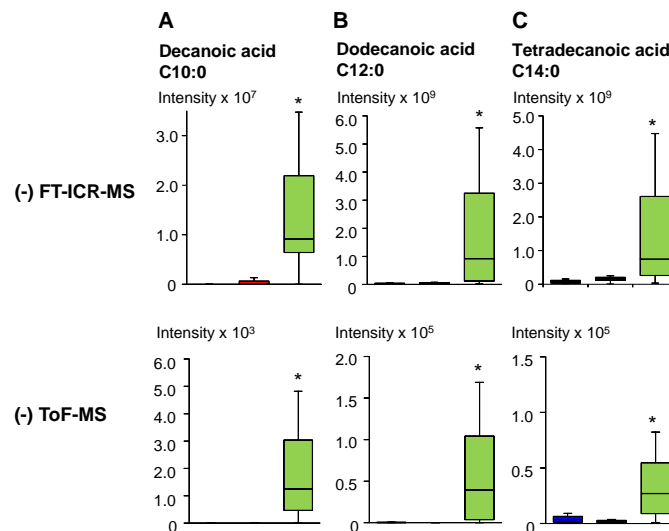 A
B
C
Decanoic acid
C10:0
Dodecanoic acid
C12:0
Tetradecanoic acid
C14:0
Intensity x 10⁷
Intensity x 10⁹
Intensity x 10⁹
(-) FT-ICR-MS
*
3.0
2.0
1.0
0
*
6.0
5.0
4.0
3.0
2.0
1.0
0
*
5.0
4.0
3.0
2.0
1.0
0
Intensity x 10³
Intensity x 10⁵
Intensity x 10⁵
(-) ToF-MS
*
6.0
5.0
4.0
3.0
2.0
1.0
0
*
2.0
1.5
1.0
0.5
0
*
1.5
1.0
0.5
0